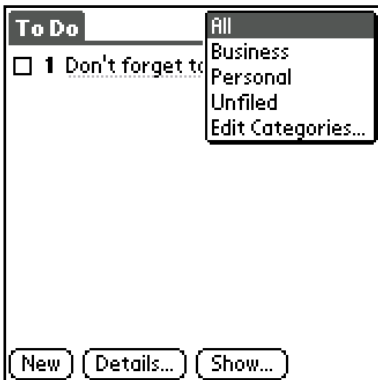 To Do
All
Business
Personal
Unfiled
Edit Categories...
1 Don't forget
New
Details...
Show...